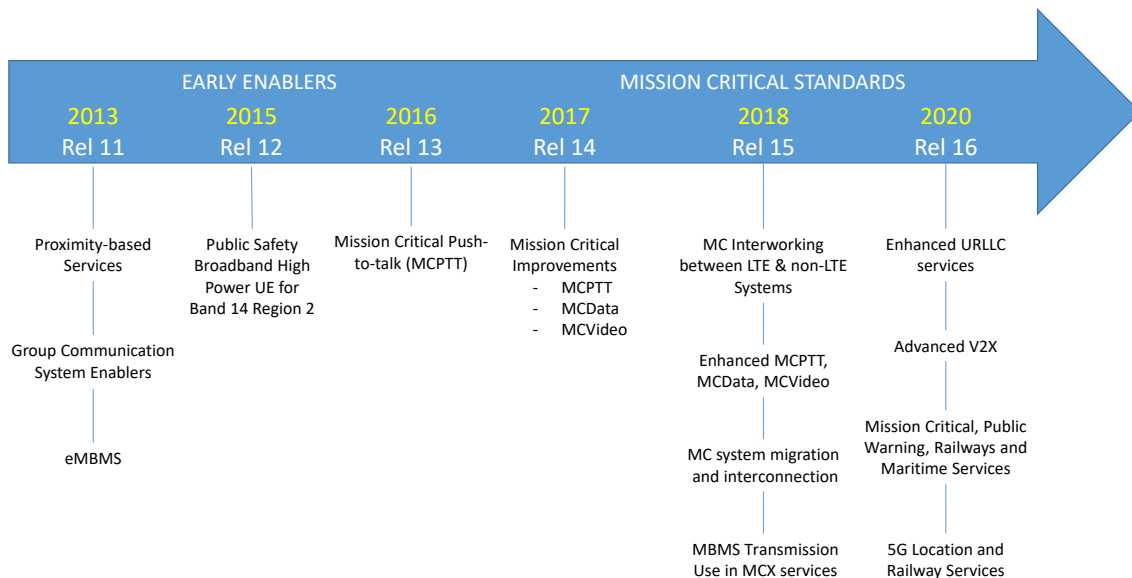 EARLY ENABLERS
MISSION CRITICAL STANDARDS
2013
Rel 11
2015
Rel 12
2016
Rel 13
2017
Rel 14
2018
Rel 15
2020
Rel 16
Proximity-based
Services
Group Communication
System Enablers
eMBMS
Public Safety
Broadband High
Power UE for
Band 14 Region 2
Mission Critical Push-
to-talk (MCPTT)
Mission Critical
Improvements
- MCPTT
- MCData
- MCVideo
MC Interworking
between LTE & non-LTE
Systems
Enhanced MCPTT,
MCData, MCVideo
MC system migration
and interconnection
MBMS Transmission
Use in MCX services
Enhanced URLLC
services
Advanced V2X
Mission Critical, Public
Warning, Railways and
Maritime Services
5G Location and
Railway Services